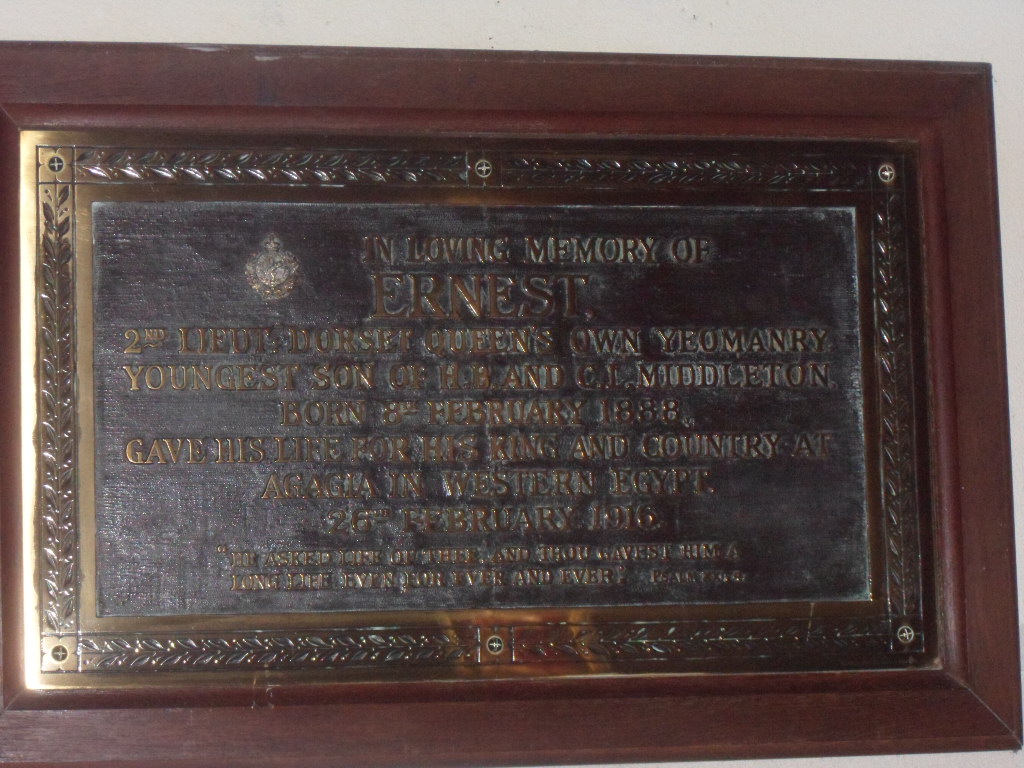 IN LOVING MEMORY OF
ERNEST.
2ND LIEUT. DORSET QUEEN'S OWN YEOMANRY.
YOUNGEST SON OF H.B. AND C.L. MIDDLETON.
BORN 8TH FEBRUARY 1888.
GAVE HIS LIFE FOR HIS KING AND COUNTRY AT
AGAGIA IN WESTERN EGYPT.
26TH FEBRUARY 1916.
"HE ASKED LIFE OF THEE, AND THOU GAVEST HIM A
LONG LIFE EVEN FOR EVER AND EVER."